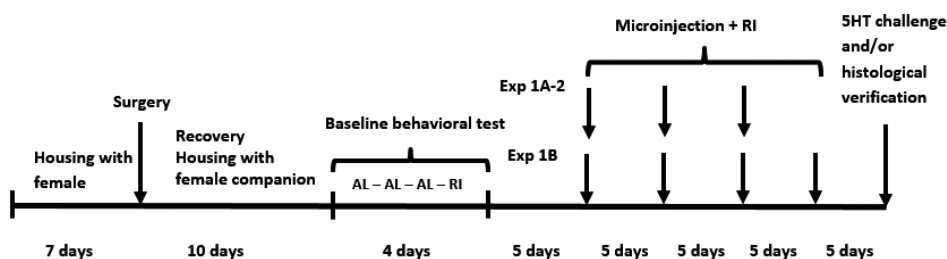 Microinjection + RI
5HT challenge
and/or
histological
verification
Exp 1A-2
Surgery
Baseline behavioral test
Recovery
Housing with
female companion
Housing with
female
Exp 1B
AL – AL – AL – RI
7 days
10 days
4 days
5 days
5 days
5 days
5 days
5 days